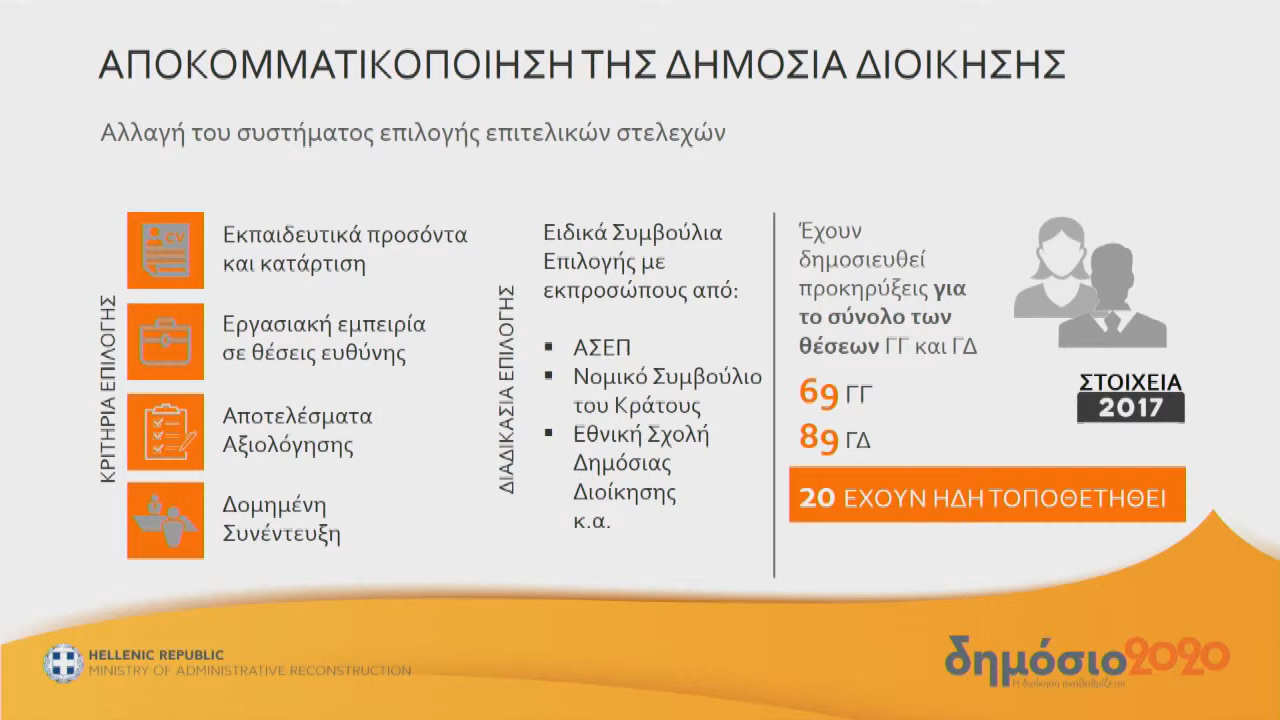 ΑΠΟΚΟΜΜΑΤΙΚΟΠΟΙΗΣΗ ΤΗΣ ΔΗΜΟΣΙΑ ΔΙΟΙΚΗΣΗΣ
Αλλαγή του συστήματος επιλογής επιτελικών στελεχών
ΚΡΙΤΗΡΙΑ ΕΠΙΛΟΓΗΣ
CV
Εκπαιδευτικά προσόντα
και κατάρτιση
Εργασιακή εμπειρία
σε θέσεις ευθύνης
Αποτελέσματα
Αξιολόγησης
Δομημένη
Συνέντευξη
ΔΙΑΔΙΚΑΣΙΑ ΕΠΙΛΟΓΗΣ
Ειδικά Συμβούλια
Επιλογής με
εκπροσώπους από:
▪ ΑΣΕΠ
▪ Νομικό Συμβούλιο
του Κράτους
▪ Εθνική Σχολή
Δημόσιας
Διοίκησης
κ.α.
Έχουν
δημοσιευθεί
προκηρύξεις για
το σύνολο των
θέσεων ΓΓ και ΓΔ
69 ΓΓ
89 ΓΔ
ΣΤΟΙΧΕΙΑ
2017
20 ΕΧΟΥΝ ΗΔΗ ΤΟΠΟΘΕΤΗΘΕΙ
HELLENIC REPUBLIC
MINISTRY OF ADMINISTRATIVE RECONSTRUCTION
δημόσιο2020
Η διοίκηση αναβαθμίζεται